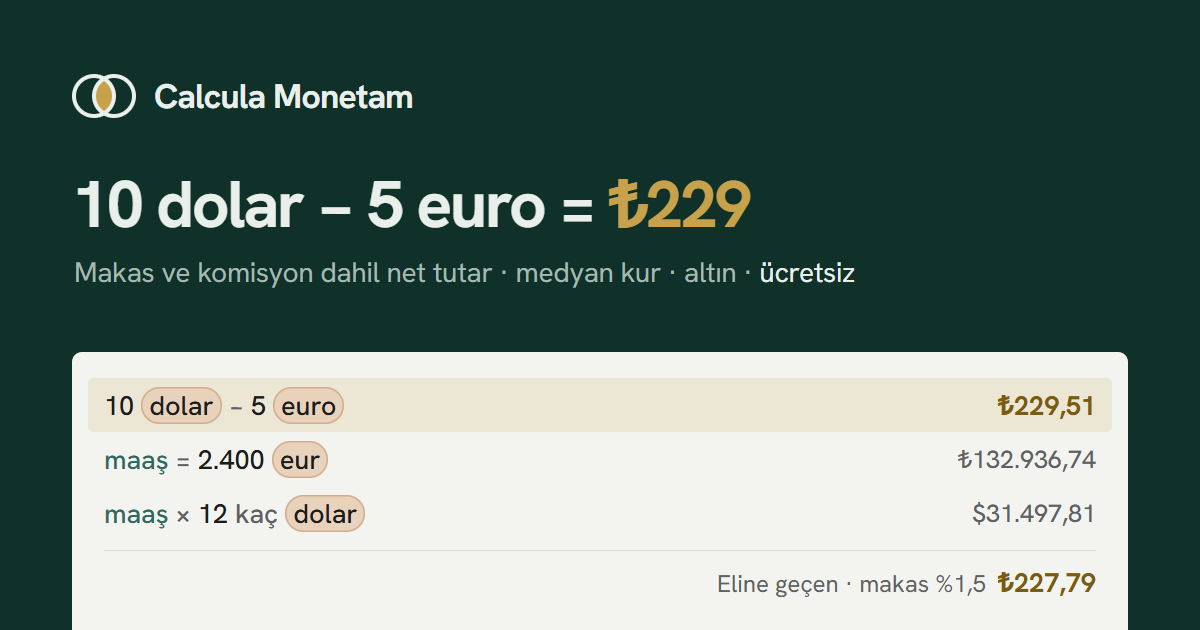 Calcula Monetam
10 dolar – 5 euro = ₺229
Makas ve komisyon dahil net tutar · medyan kur · altın · ücretsiz
10 dolar – 5 euro ₺229,51
maaş = 2.400 eur ₺132.936,74
maaş × 12 kaç dolar $31.497,81
Eline geçen · makas %1,5 ₺227,79